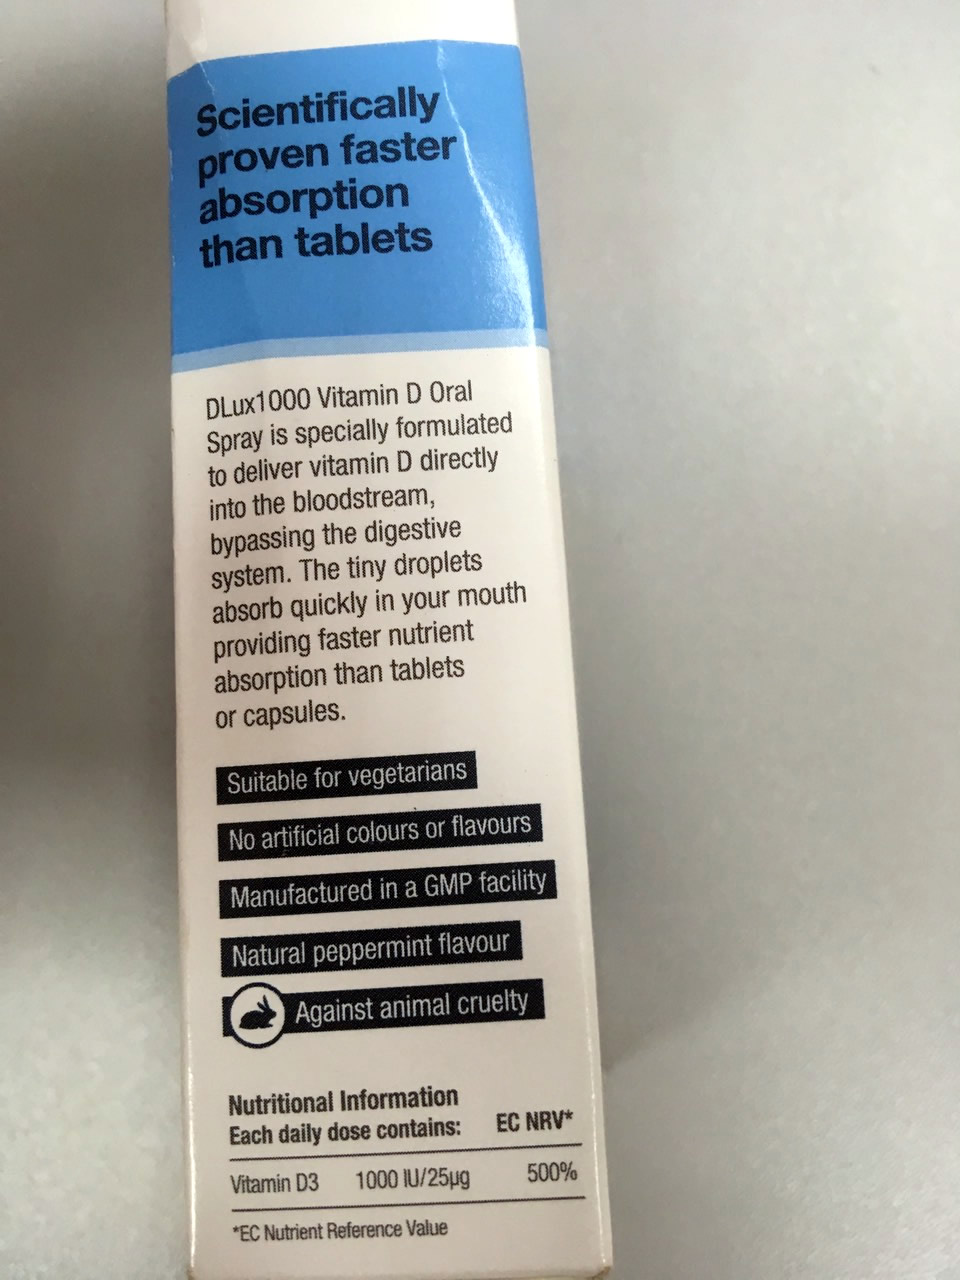 Scientifically
proven faster
absorption
than tablets
DLux1000 Vitamin D Oral
Spray is specially formulated
to deliver vitamin D directly
into the bloodstream,
bypassing the digestive
system. The tiny droplets
absorb quickly in your mouth
providing faster nutrient
absorption than tablets
or capsules.
Suitable for vegetarians
No artificial colours or flavours
Manufactured in a GMP facility
Natural peppermint flavour
Against animal cruelty
Nutritional Information
Each daily dose contains: EC NRV*
Vitamin D3 1000 IU/25µg 500%
*EC Nutrient Reference Value